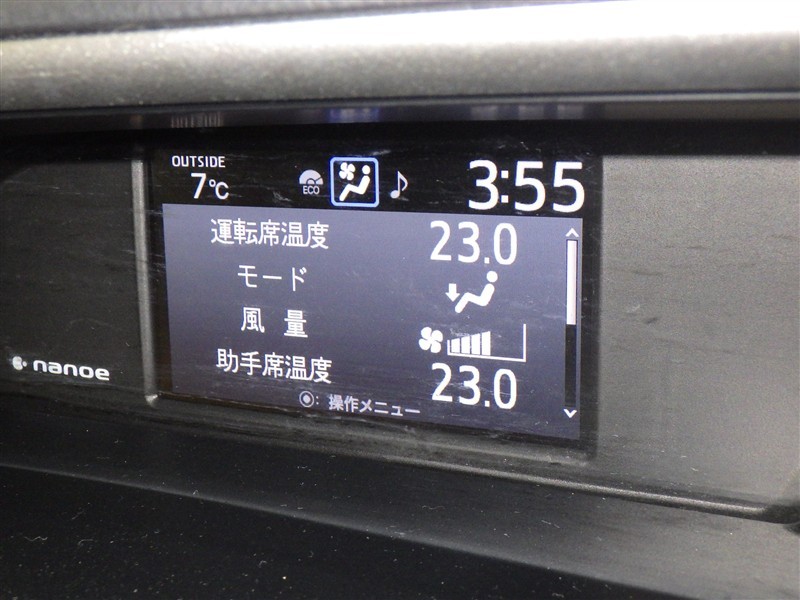 OUTSIDE
7℃
ECO
3:55
運転席温度 23.0
モード
風量
助手席温度 23.0
: 操作メニュー
nanoe